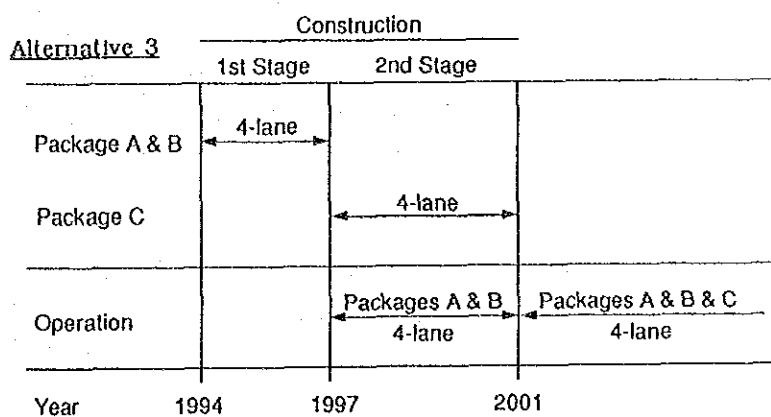 Construction
Alternative 3
1st Stage 2nd Stage
4-lane
Package A & B
4-lane
Package C
Packages A & B Packages A & B & C
Operation
4-lane 4-lane
Year 1994 1997 2001